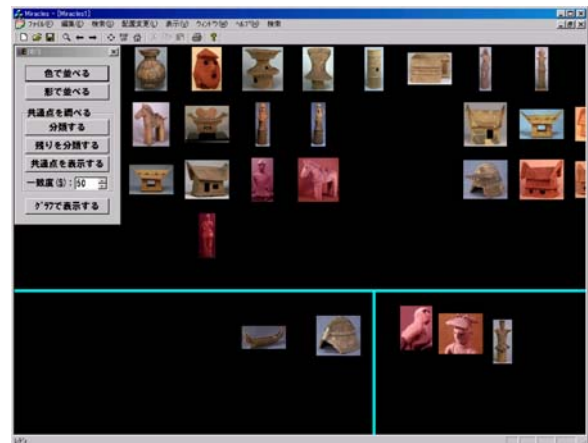 Miracles - [Miracles1]
ファイル(F) 編集(E) 検索(S) 配置変更(L) 表示(V) ウィンドウ(W) ヘルプ(H) 検索
色で並べる
形で並べる
共通点を調べる
分類する
残りを分類する
共通点を表示する
一致度(S): 50
グラフで表示する